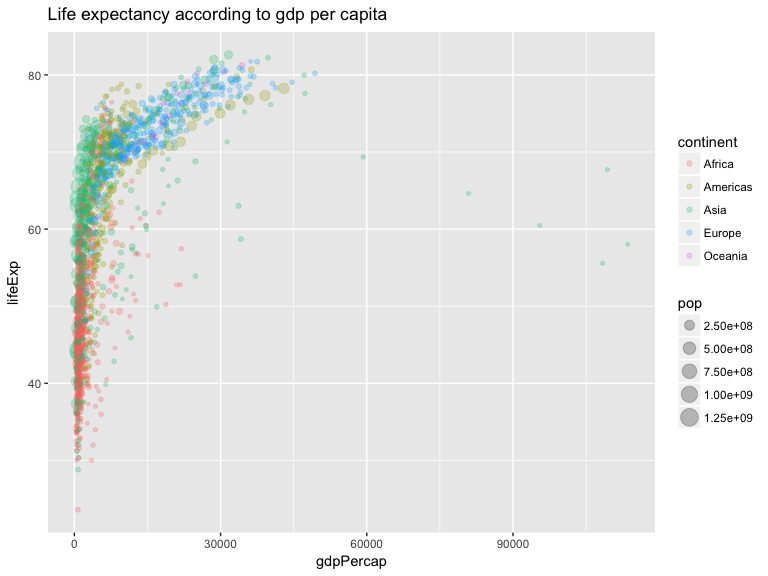 Life expectancy according to gdp per capita
80
60
40
lifeExp
0
30000
60000
90000
gdpPercap
continent
Africa
Americas
Asia
Europe
Oceania
pop
2.50e+08
5.00e+08
7.50e+08
1.00e+09
1.25e+09